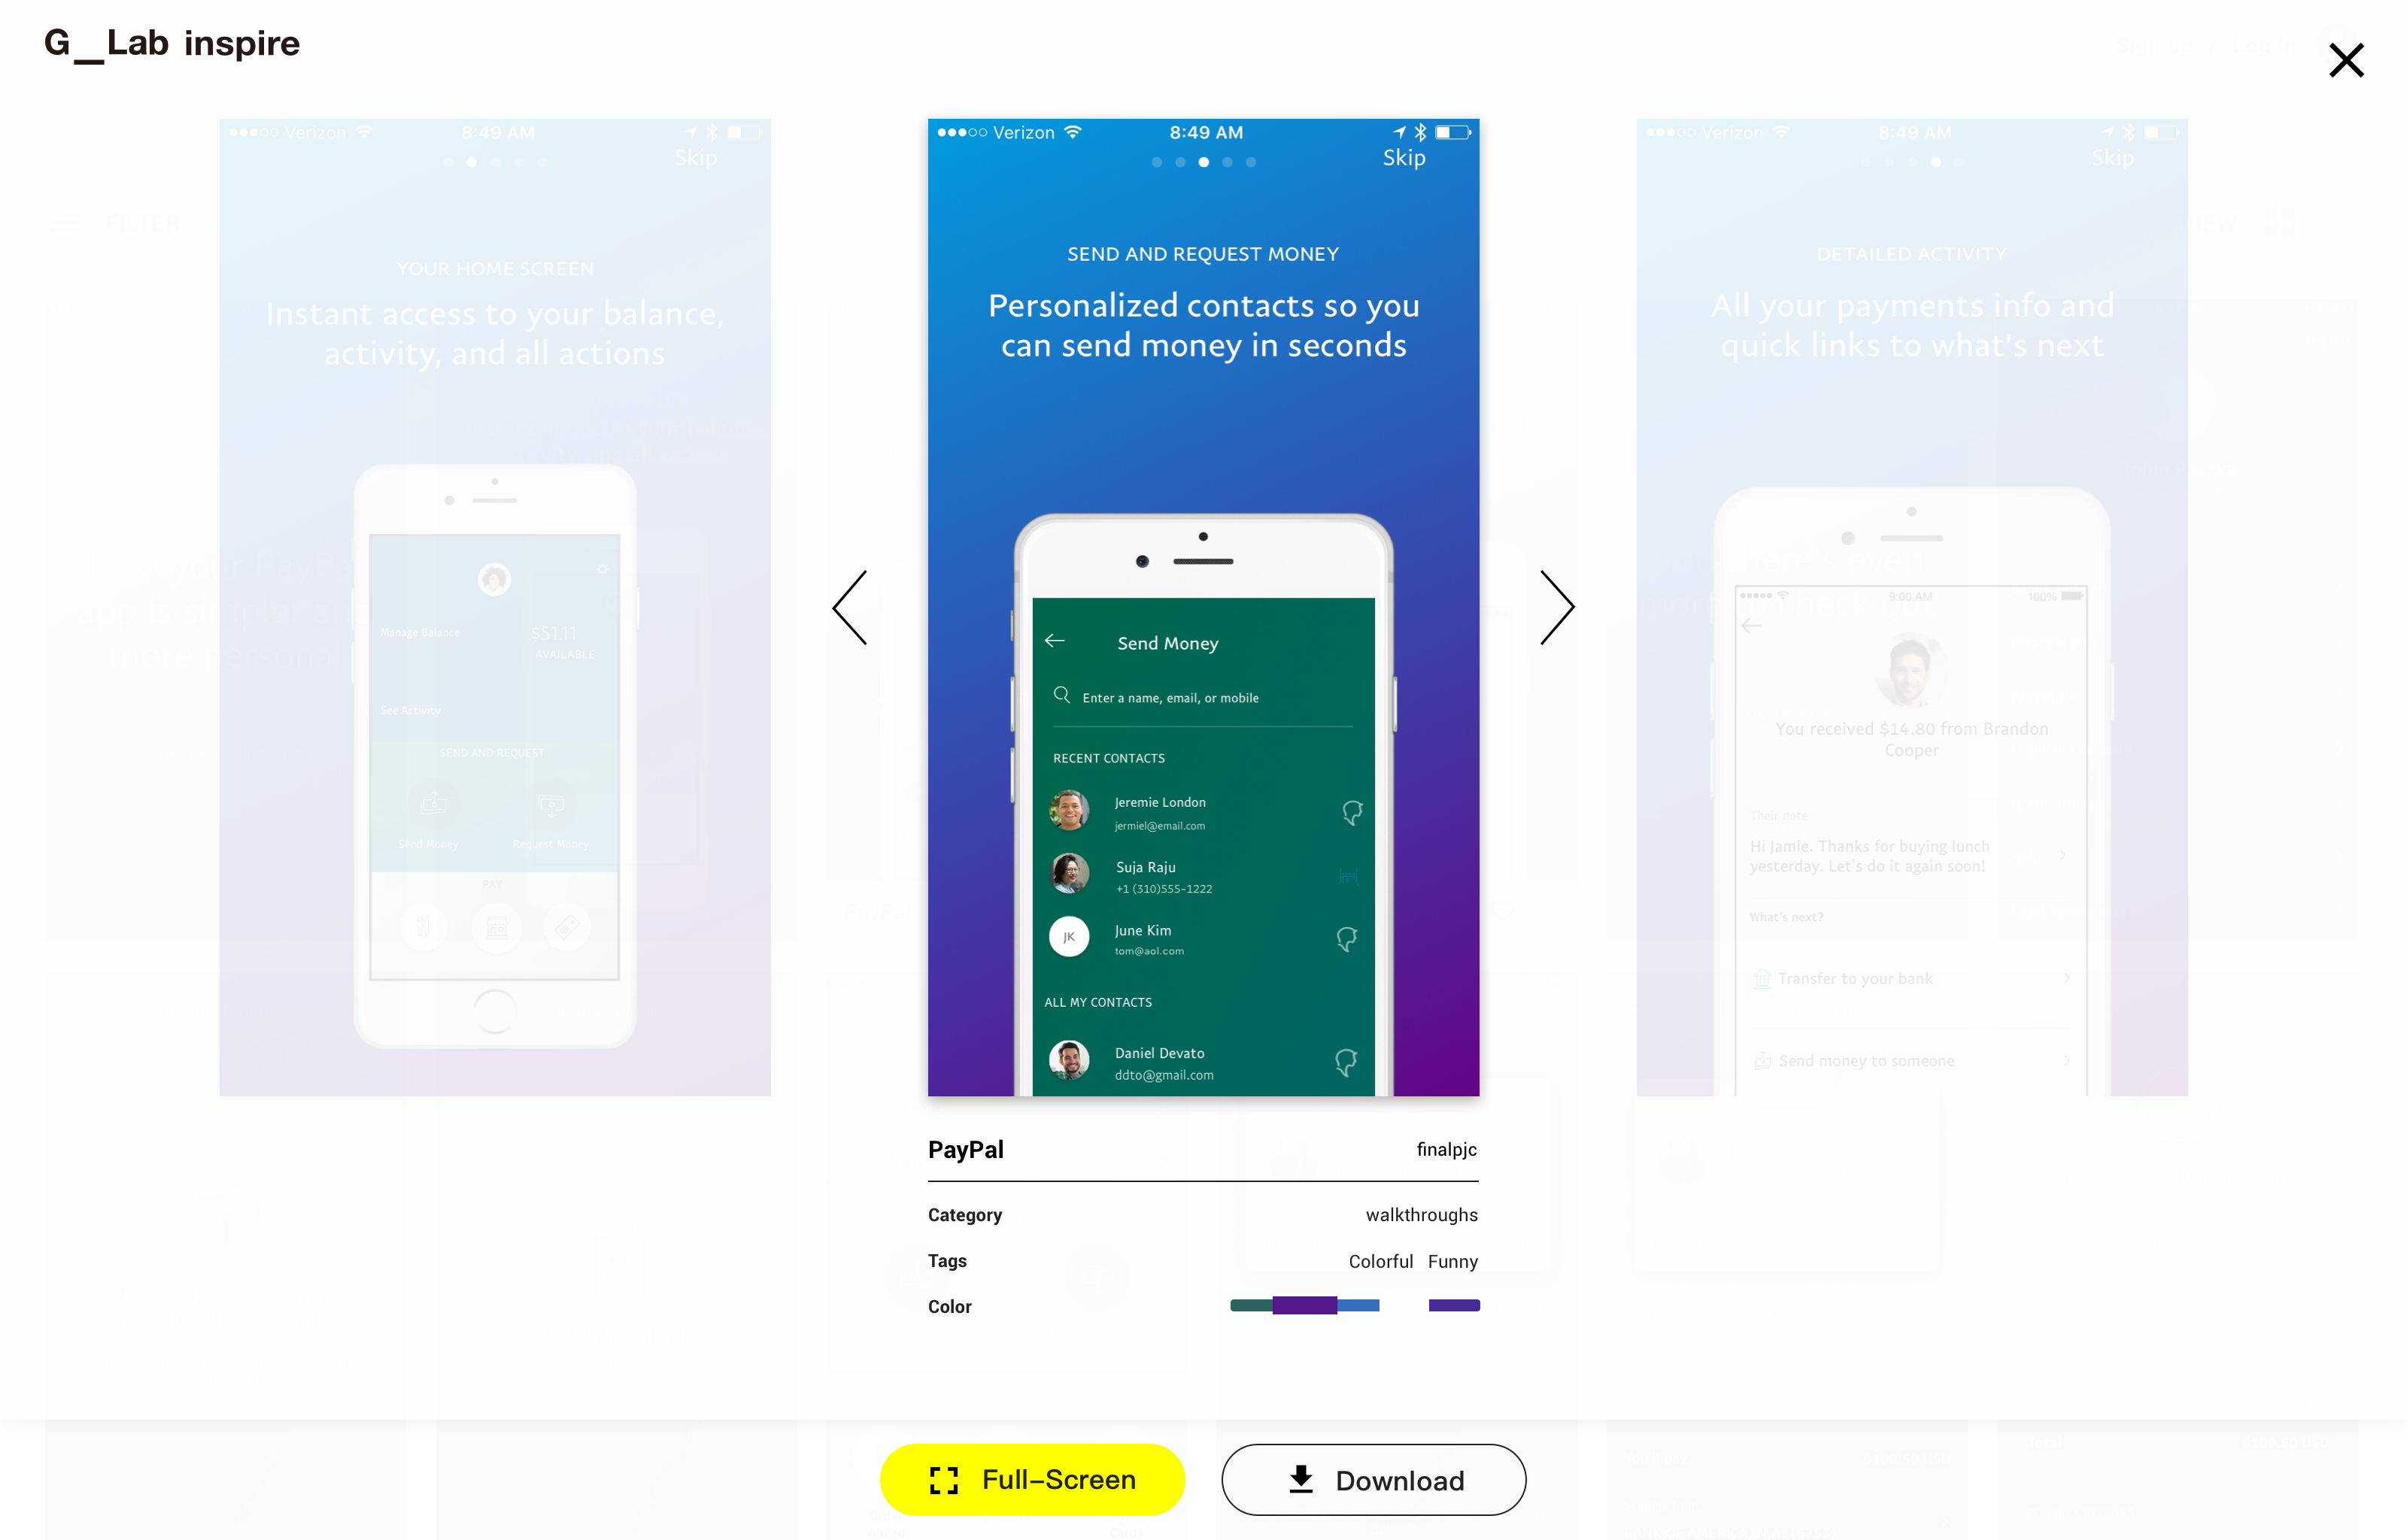 G_Lab inspire
FILTER
VIEW
Verizon 8:49 AM
Skip
YOUR HOME SCREEN
Instant access to your balance,
activity, and all actions
Manage Balance
$51.11
AVAILABLE
See Activity
SEND AND REQUEST
Send Money Request Money
PAY
Verizon 8:49 AM
Skip
SEND AND REQUEST MONEY
Personalized contacts so you
can send money in seconds
Send Money
Enter a name, email, or mobile
RECENT CONTACTS
Jeremie London
jermiel@email.com
Suja Raju
+1 (310)555-1222
JK
June Kim
tom@aol.com
ALL MY CONTACTS
Daniel Devato
ddto@gmail.com
Verizon 8:49 AM
Skip
DETAILED ACTIVITY
All your payments info and
quick links to what's next
9:00 AM 100%
You received $14.80 from Brandon
Cooper
Their note
Hi Jamie. Thanks for buying lunch
yesterday. Let's do it again soon!
What's next?
Transfer to your bank
Send money to someone
PayPal finalpjc
Category walkthroughs
Tags Colorful Funny
Color
Full–Screen
Download